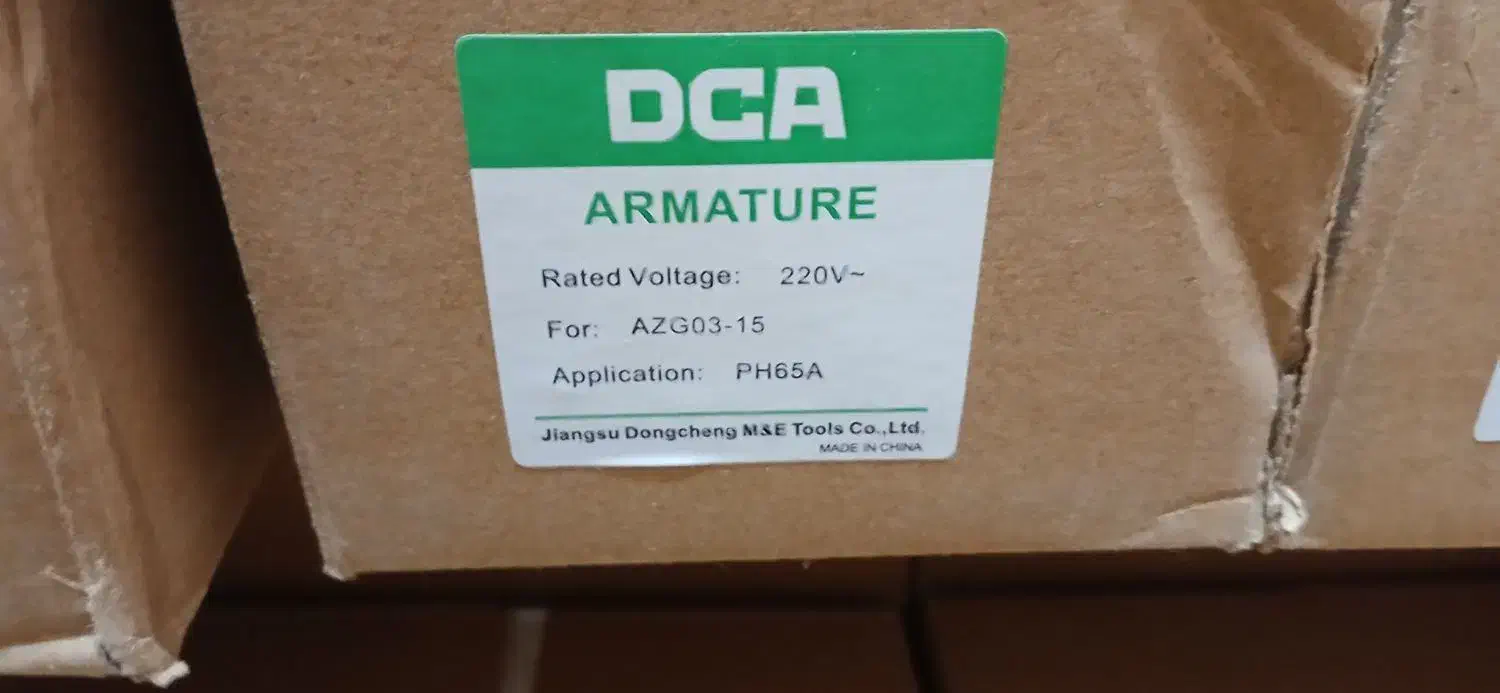 DCA
ARMATURE
Rated Voltage: 220V~
For: AZG03-15
Application: PH65A
Jiangsu Dongcheng M&E Tools Co.,Ltd.
MADE IN CHINA